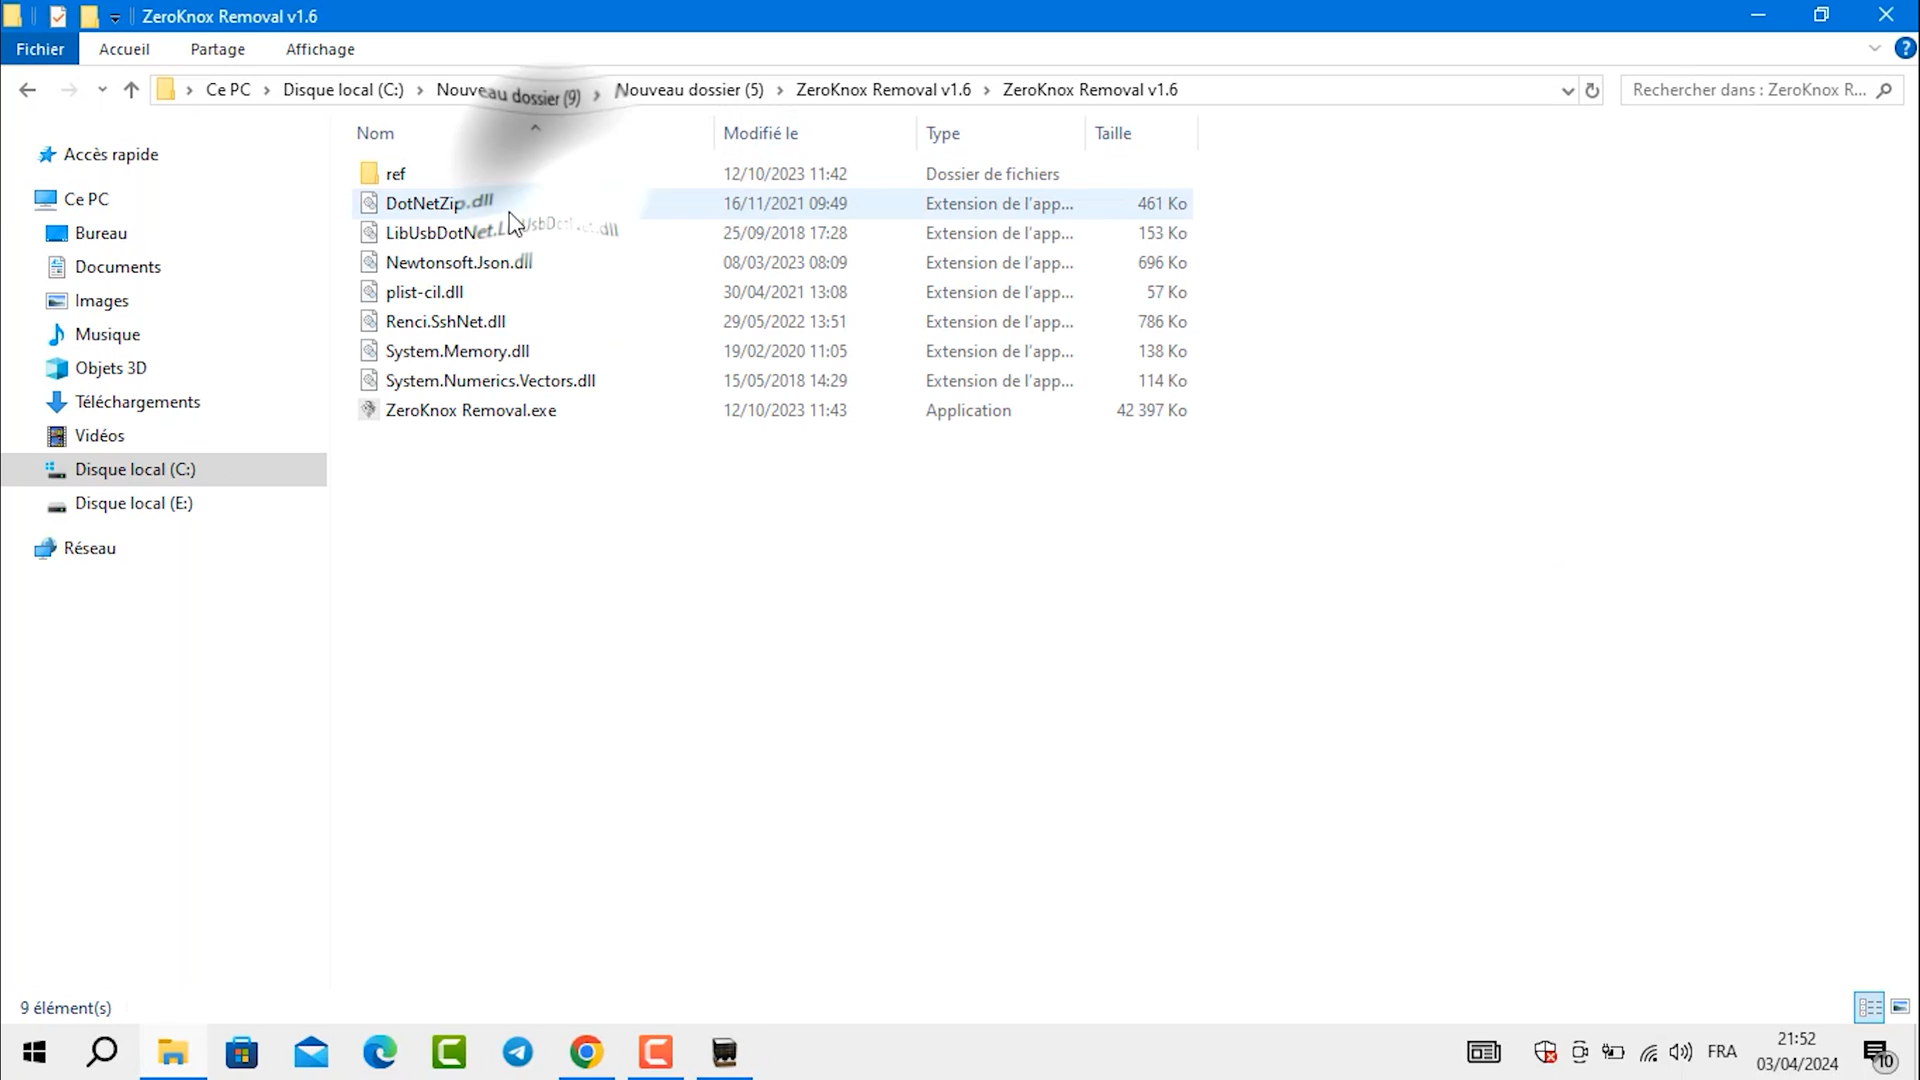 ZeroKnox Removal v1.6
Fichier Accueil Partage Affichage
Ce PC Disque local (C:) Nouveau dossier (9) Nouveau dossier (5) ZeroKnox Removal v1.6 ZeroKnox Removal v1.6
Rechercher dans : ZeroKnox R...
Nom Modifié le Type Taille
ref 12/10/2023 11:42 Dossier de fichiers
DotNetZip.dll 16/11/2021 09:49 Extension de l'app... 461 Ko
LibUsbDotNet.LibUsbDotNet.dll 25/09/2018 17:28 Extension de l'app... 153 Ko
Newtonsoft.Json.dll 08/03/2023 08:09 Extension de l'app... 696 Ko
plist-cil.dll 30/04/2021 13:08 Extension de l'app... 57 Ko
Renci.SshNet.dll 29/05/2022 13:51 Extension de l'app... 786 Ko
System.Memory.dll 19/02/2020 11:05 Extension de l'app... 138 Ko
System.Numerics.Vectors.dll 15/05/2018 14:29 Extension de l'app... 114 Ko
ZeroKnox Removal.exe 12/10/2023 11:43 Application 42 397 Ko
Accès rapide
Ce PC
Bureau
Documents
Images
Musique
Objets 3D
Téléchargements
Vidéos
Disque local (C:)
Disque local (E:)
Réseau
9 élément(s)
FRA
21:52
03/04/2024
10